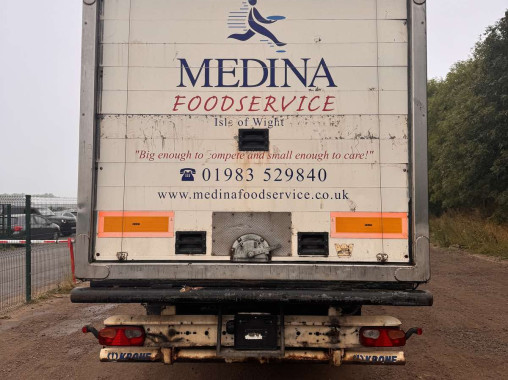 MEDINA
FOODSERVICE
Isle of Wight
"Big enough to compete and small enough to care!"
☎ 01983 529840
www.medinafoodservice.co.uk
KRONE
KRONE